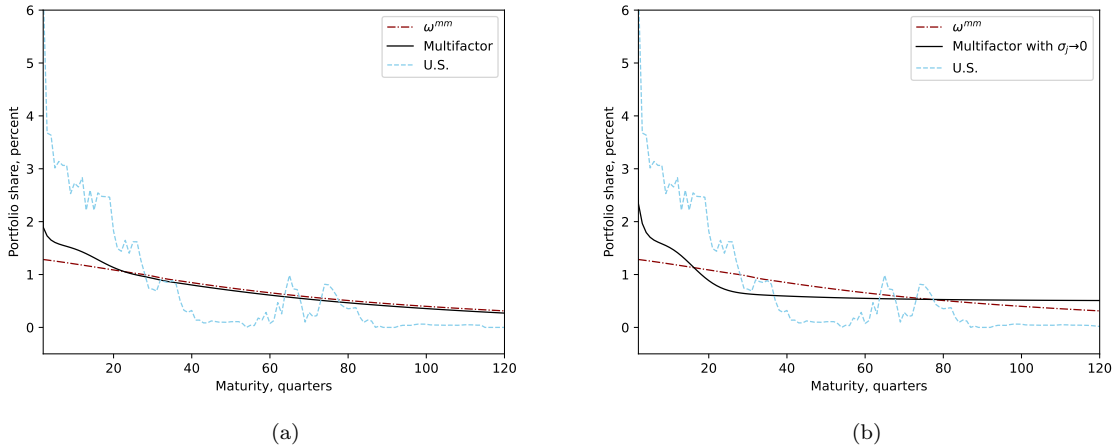 6
5
4
3
2
1
0
Portfolio share, percent
20 40 60 80 100 120
Maturity, quarters
ω^mm
Multifactor
U.S.
(a)
6
5
4
3
2
1
0
Portfolio share, percent
20 40 60 80 100 120
Maturity, quarters
ω^mm
Multifactor with σ_j→0
U.S.
(b)